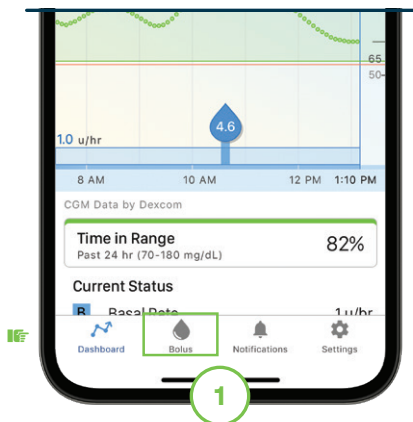 65
50
4.6
1.0 u/hr
8 AM 10 AM 12 PM 1:10 PM
CGM Data by Dexcom
Time in Range
Past 24 hr (70-180 mg/dL)
82%
Current Status
B Basal Rate 1 u/hr
Dashboard Bolus Notifications Settings
1